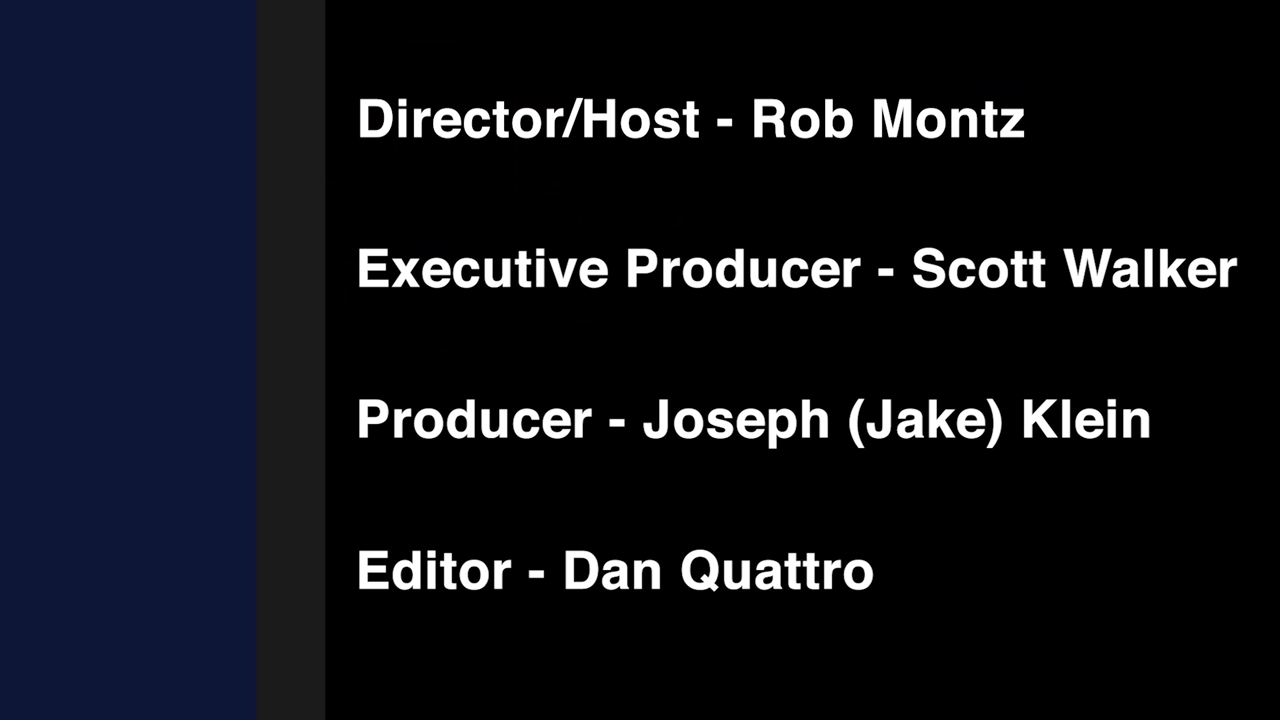 Director/Host - Rob Montz
Executive Producer - Scott Walker
Producer - Joseph (Jake) Klein
Editor - Dan Quattro